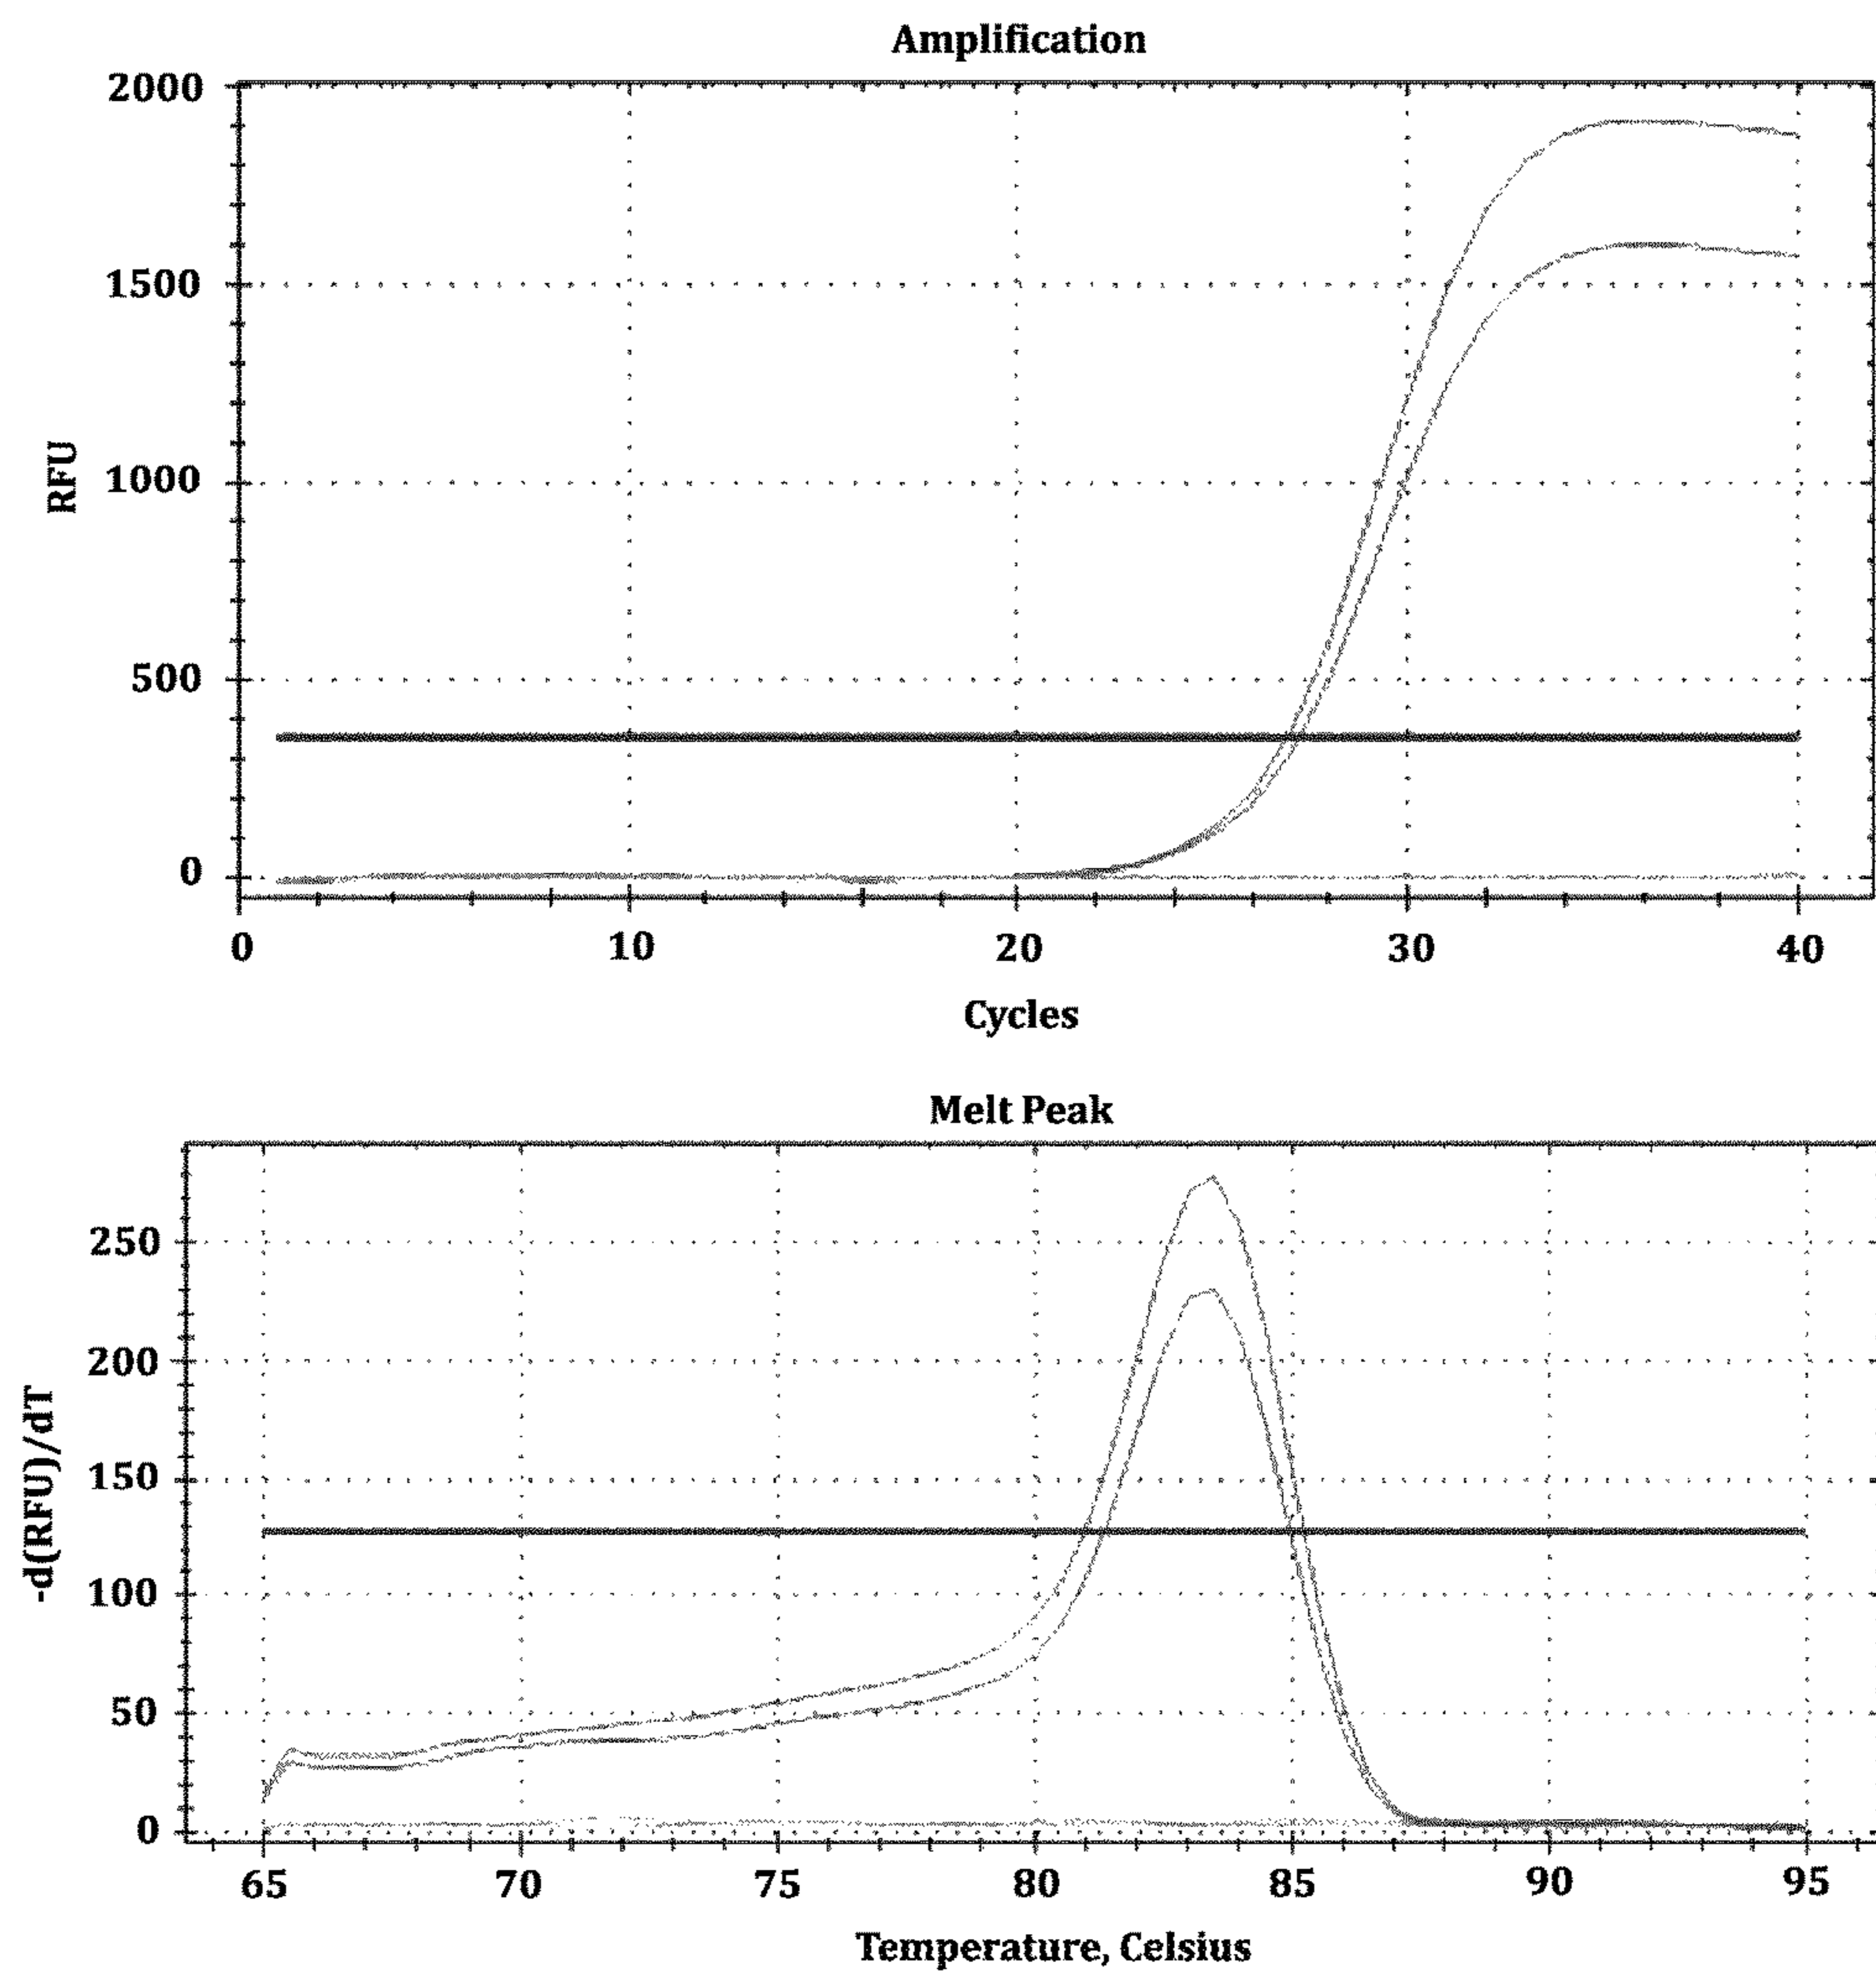 Amplification
2000
1500
1000
500
0
RFU
0 10 20 30 40
Cycles
Melt Peak
250
200
150
100
50
0
-d(RFU)/dT
65 70 75 80 85 90 95
Temperature, Celsius